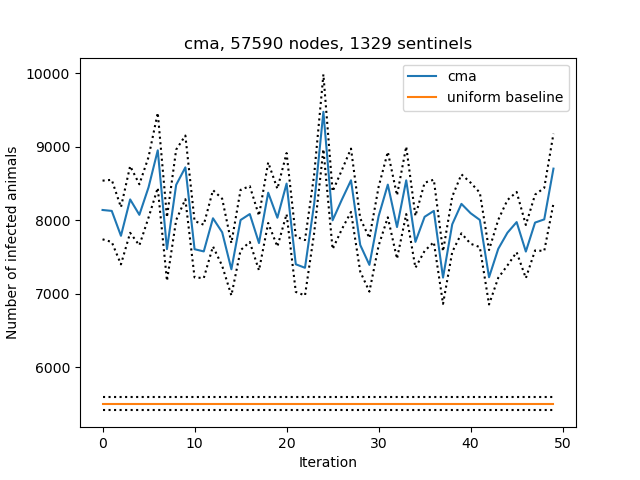 cma, 57590 nodes, 1329 sentinels
10000
9000
8000
7000
6000
Number of infected animals
cma
uniform baseline
0
10
20
30
40
50
Iteration